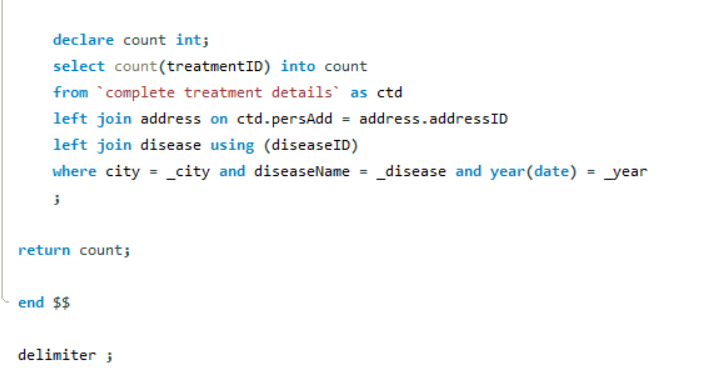 declare count int;
select count(treatmentID) into count
from `complete treatment details` as ctd
left join address on ctd.persAdd = address.addressID
left join disease using (diseaseID)
where city = _city and diseaseName = _disease and year(date) = _year
;
return count;
end $$
delimiter ;